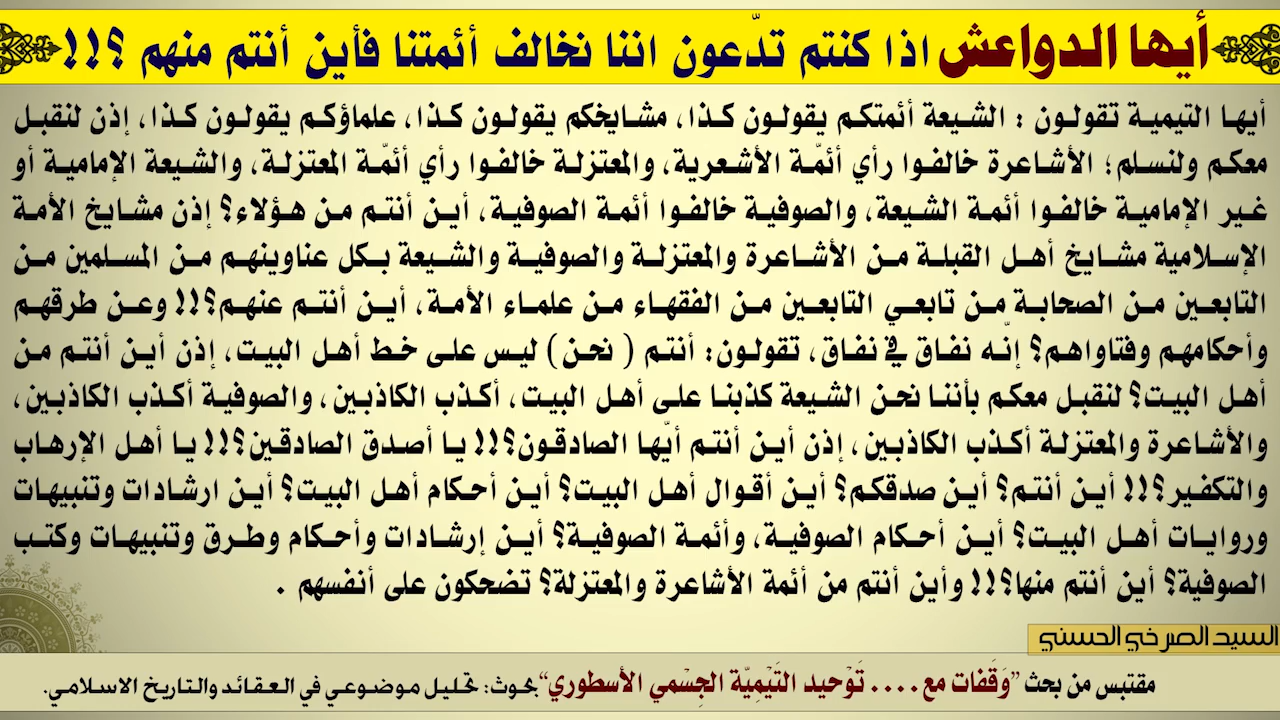 أيها الدواعش اذا كنتم تدّعون اننا نخالف أئمتنا فأين أنتم منهم ؟!!
أيها التيمية تقولون : الشيعة أئمتكم يقولون كذا، مشايخكم يقولون كذا، علماؤكم يقولون كذا، إذن لنقبل
معكم ولنسلم؛ الأشاعرة خالفوا رأي أئمّة الأشعرية، والمعتزلة خالفوا رأي أئمّة المعتزلة، والشيعة الإمامية أو
غير الإمامية خالفوا أئمة الشيعة، والصوفية خالفوا أئمة الصوفية، أين أنتم من هؤلاء؟ إذن مشايخ الأمة
الإسلامية مشايخ أهل القبلة من الأشاعرة والمعتزلة والصوفية والشيعة بكل عناوينهم من المسلمين من
التابعين من الصحابة من تابعي التابعين من الفقهاء من علماء الأمة، أين أنتم عنهم؟!! وعن طرقهم
وأحكامهم وفتاواهم؟ إنّه نفاق في نفاق، تقولون: أنتم ( نحن) ليس على خط أهل البيت، إذن أين أنتم من
أهل البيت؟ لنقبل معكم بأننا نحن الشيعة كذبنا على أهل البيت، أكذب الكاذبين، والصوفية أكذب الكاذبين،
والأشاعرة والمعتزلة أكذب الكاذبين، إذن أين أنتم أيّها الصادقون؟!! يا أصدق الصادقين؟!! يا أهل الإرهاب
والتكفير؟!! أين أنتم؟ أين صدقكم؟ أين أقوال أهل البيت؟ أين أحكام أهل البيت؟ أين ارشادات وتنبيهات
وروايات أهل البيت؟ أين أحكام الصوفية، وأئمة الصوفية؟ أين إرشادات وأحكام وطرق وتنبيهات وكتب
الصوفية؟ أين أنتم منها؟!! وأين أنتم من أئمة الأشاعرة والمعتزلة؟ تضحكون على أنفسهم .
السيد الصرخي الحسني
مقتبس من بحث "وَقَفات مع.... تَوْحيد التَيْمِيّة الجِسْمي الأسطوري" بحوث: تحليل موضوعي في العقائد والتاريخ الاسلامي.